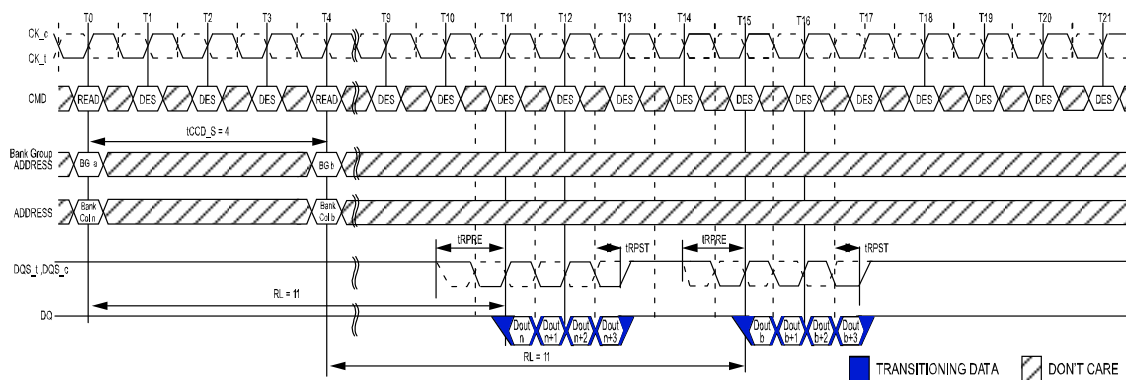 T0 T1 T2 T3 T4 T9 T10 T11 T12 T13 T14 T15 T16 T17 T18 T19 T20 T21
CK_c
CK_t
CMD READ DES DES DES READ DES DES DES DES DES DES DES DES DES DES DES DES DES
tCCD_S = 4
Bank Group
ADDRESS
BG a BG b
ADDRESS
Bank
Col n
Bank
Col b
tRPRE tRPST tRPRE tRPST
DQS_t ,DQS_c
RL = 11
DQ
Dout
n
Dout
n+1
Dout
n+2
Dout
n+3
Dout
b
Dout
b+1
Dout
b+2
Dout
b+3
RL = 11
TRANSITIONING DATA DON'T CARE